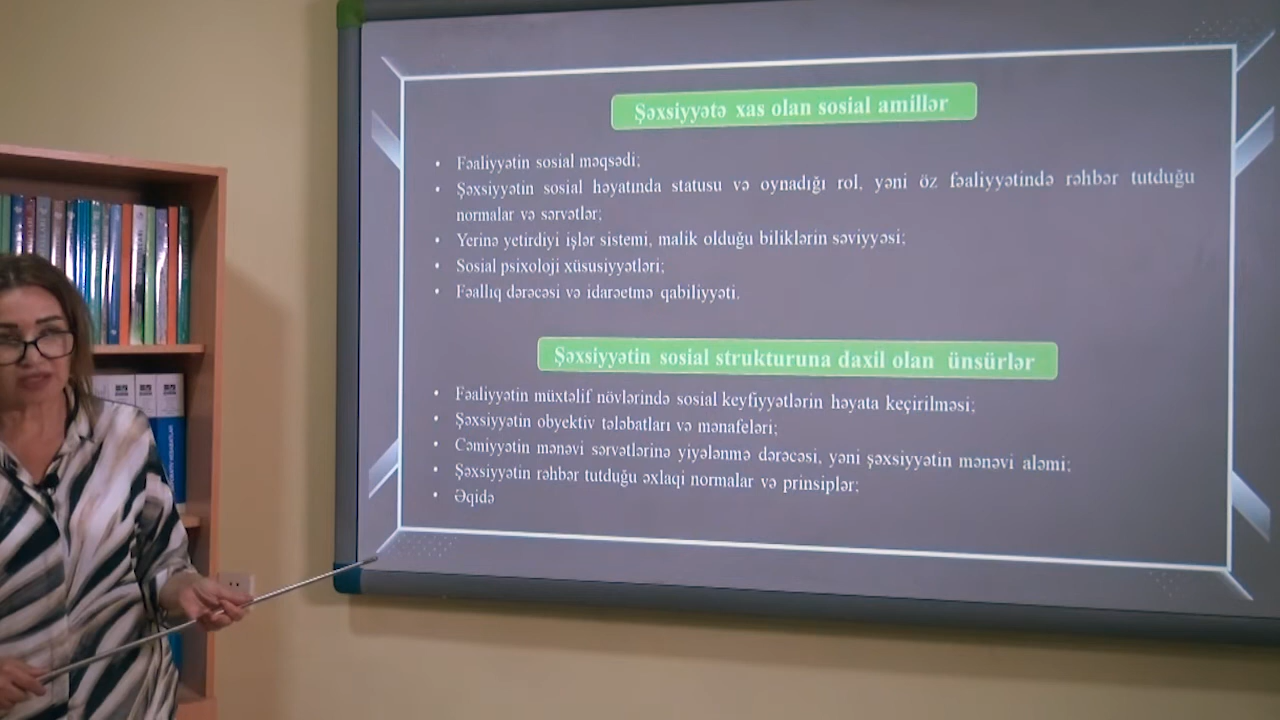 Şəxsiyyətə xas olan sosial amillər
• Fəaliyyətin sosial məqsədi;
• Şəxsiyyətin sosial həyatında statusu və oynadığı rol, yəni öz fəaliyyətində rəhbər tutduğu
normalar və sərvətlər;
• Yerinə yetirdiyi işlər sistemi, malik olduğu biliklərin səviyyəsi;
• Sosial psixoloji xüsusiyyətləri;
• Fəallıq dərəcəsi və idarəetmə qabiliyyəti.
Şəxsiyyətin sosial strukturuna daxil olan ünsürlər
• Fəaliyyətin müxtəlif növlərində sosial keyfiyyətlərin həyata keçirilməsi;
• Şəxsiyyətin obyektiv tələbatları və mənafeləri;
• Cəmiyyətin mənəvi sərvətlərinə yiyələnmə dərəcəsi, yəni şəxsiyyətin mənəvi aləmi;
• Şəxsiyyətin rəhbər tutduğu əxlaqi normalar və prinsiplər;
• Əqidə